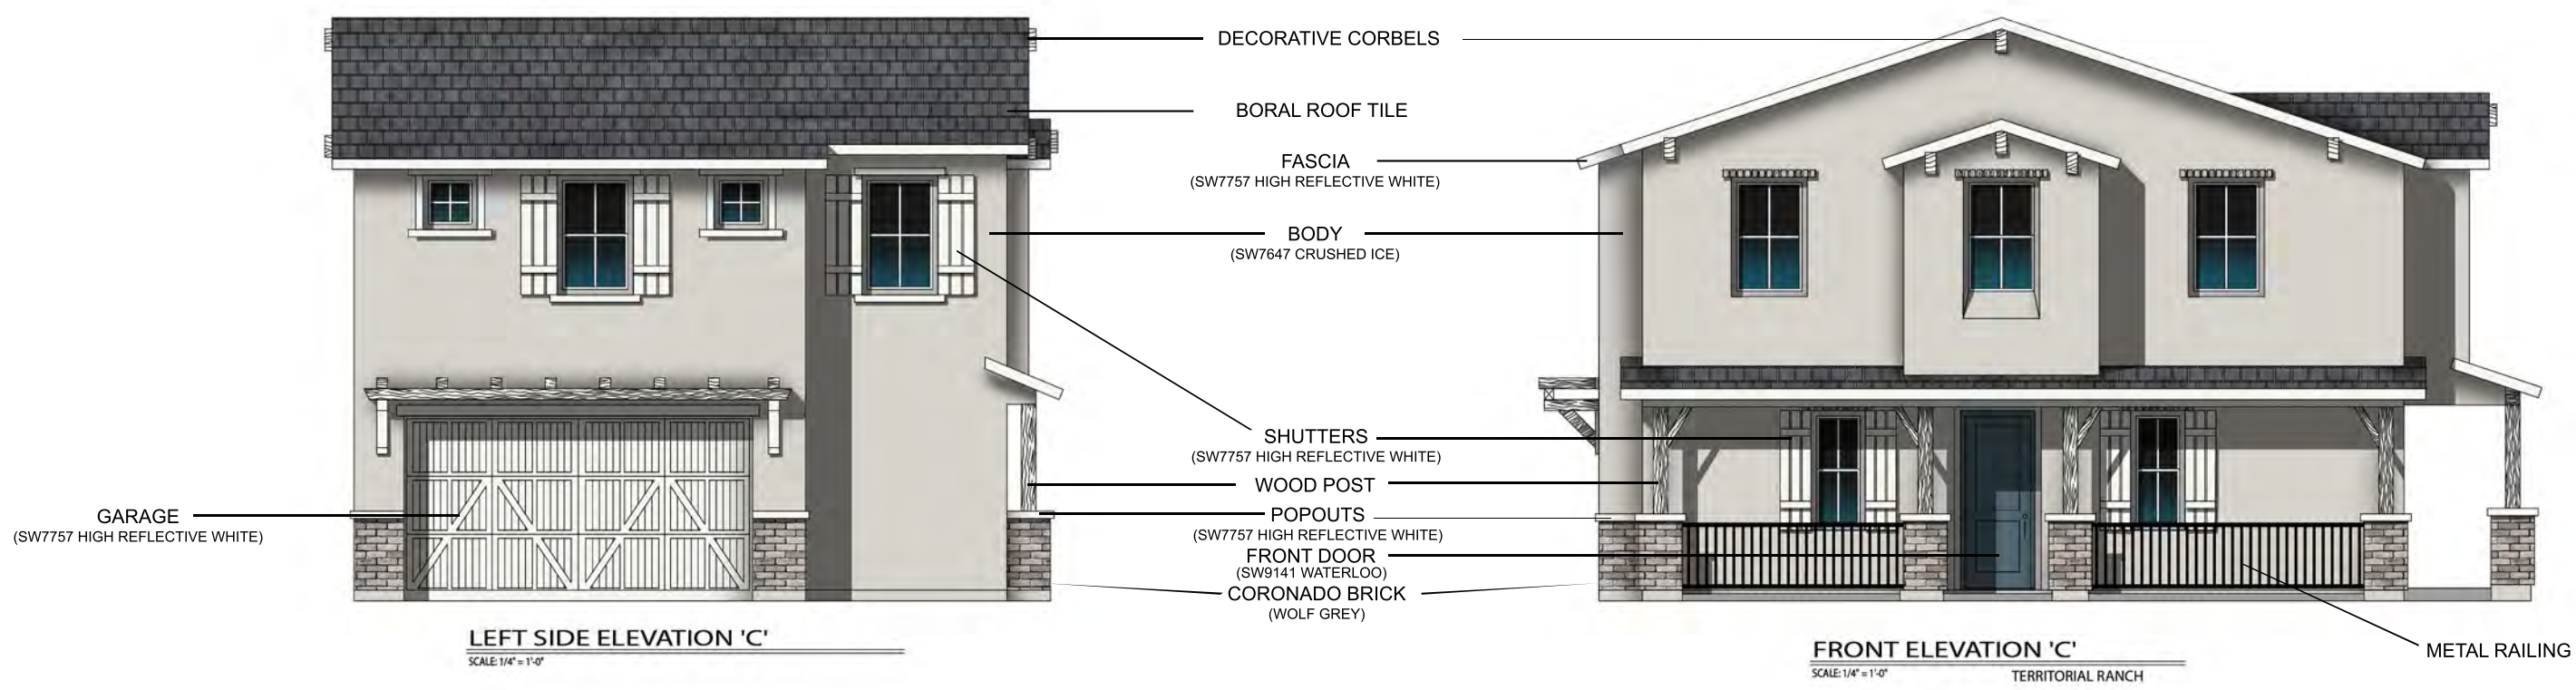 DECORATIVE CORBELS
BORAL ROOF TILE
FASCIA
(SW7757 HIGH REFLECTIVE WHITE)
BODY
(SW7647 CRUSHED ICE)
SHUTTERS
(SW7757 HIGH REFLECTIVE WHITE)
WOOD POST
GARAGE
(SW7757 HIGH REFLECTIVE WHITE)
POPOUTS
(SW7757 HIGH REFLECTIVE WHITE)
FRONT DOOR
(SW9141 WATERLOO)
CORONADO BRICK
(WOLF GREY)
LEFT SIDE ELEVATION 'C'
SCALE: 1/4" = 1'-0"
FRONT ELEVATION 'C'
SCALE: 1/4" = 1'-0"
TERRITORIAL RANCH
METAL RAILING